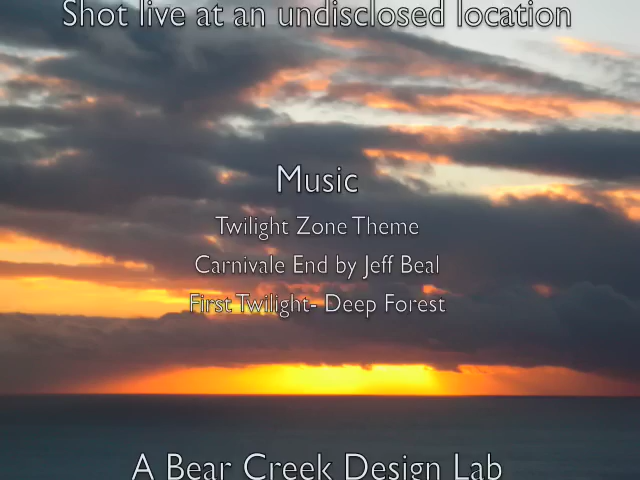 Shot live at an undisclosed location
Music
Twilight Zone Theme
Carnivale End by Jeff Beal
First Twilight- Deep Forest
A Bear Creek Design Lab